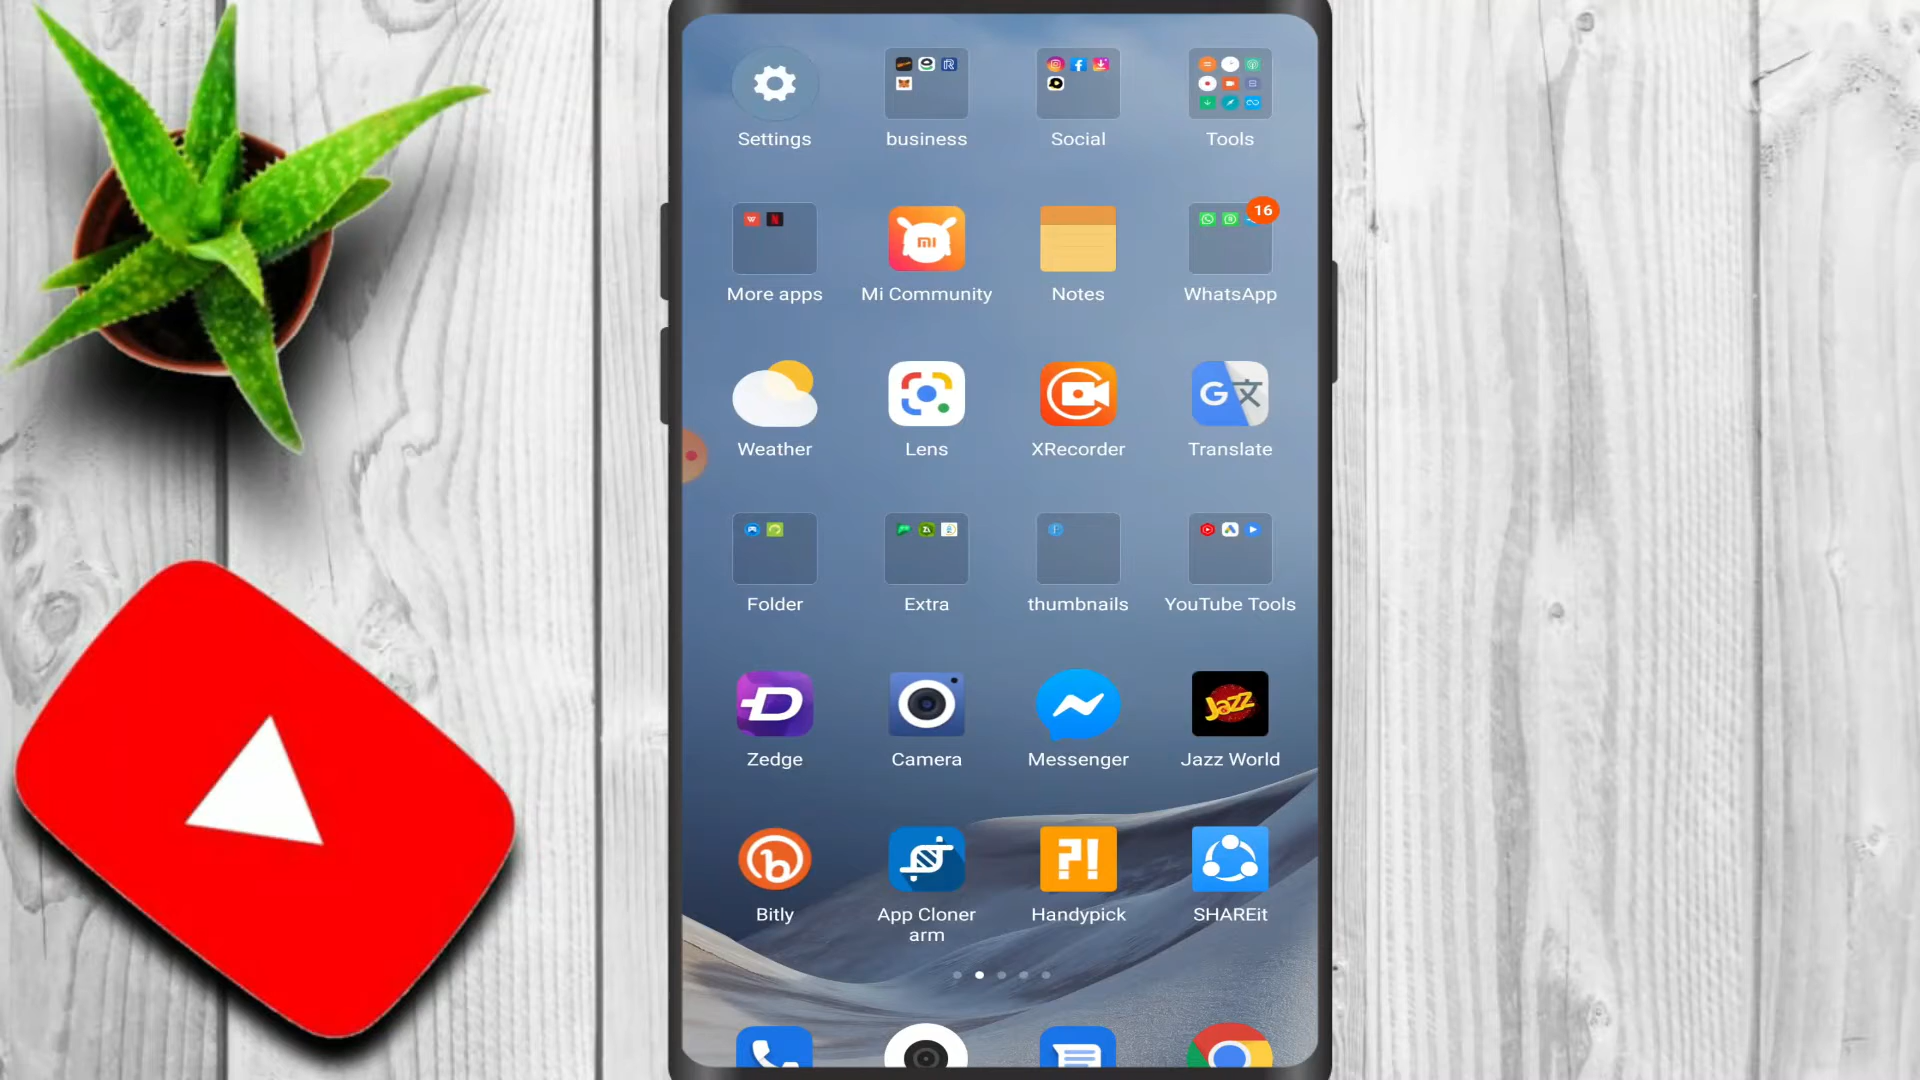 Settings business Social Tools
16
More apps Mi Community Notes WhatsApp
Weather Lens XRecorder Translate
Folder Extra thumbnails YouTube Tools
Jazz
Zedge Camera Messenger Jazz World
?!
Bitly App Cloner Handypick SHAREit
arm